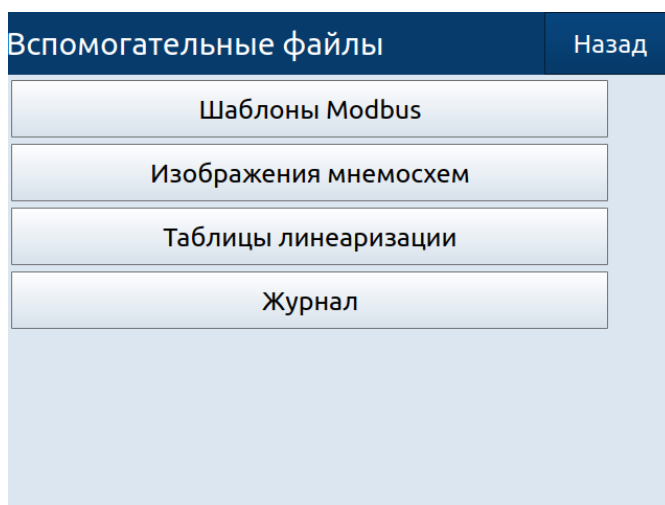 Вспомогательные файлы
Назад
Шаблоны Modbus
Изображения мнемосхем
Таблицы линеаризации
Журнал